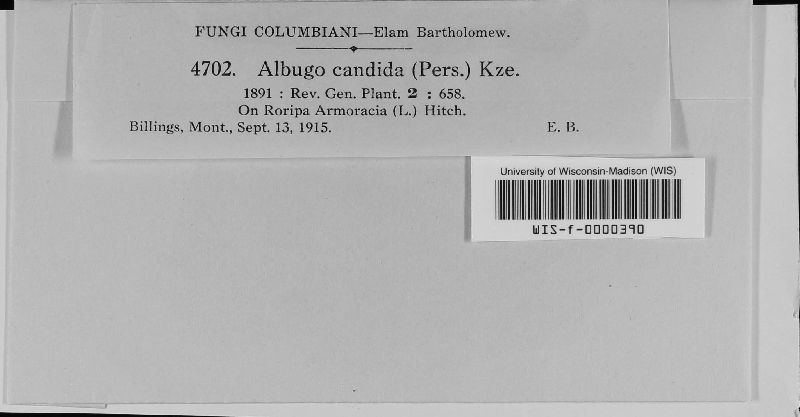 FUNGI COLUMBIANI—Elam Bartholomew.
4702. Albugo candida (Pers.) Kze.
1891 : Rev. Gen. Plant. 2 : 658.
On Roripa Armoracia (L.) Hitch.
Billings, Mont., Sept. 13, 1915. E. B.
University of Wisconsin-Madison (WIS)
WIS-f-0000390